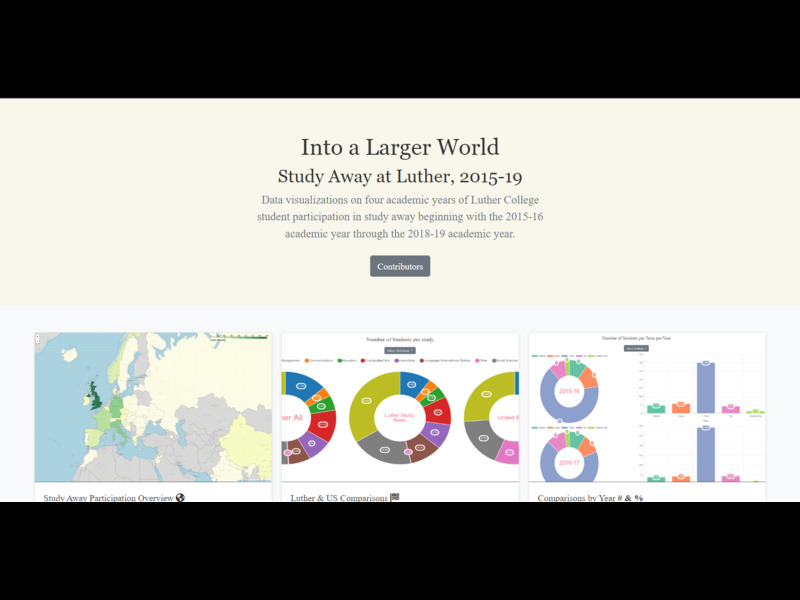 Into a Larger World
Study Away at Luther, 2015-19
Data visualizations on four academic years of Luther College
student participation in study away beginning with the 2015-16
academic year through the 2018-19 academic year.
Contributors
Number of Students per study
Number of Students per Term per Year
er All
Luther Study
United S
2015-16
2016-17
Study Away Participation Overview
Luther & US Comparisons
Comparisons by Year # & %